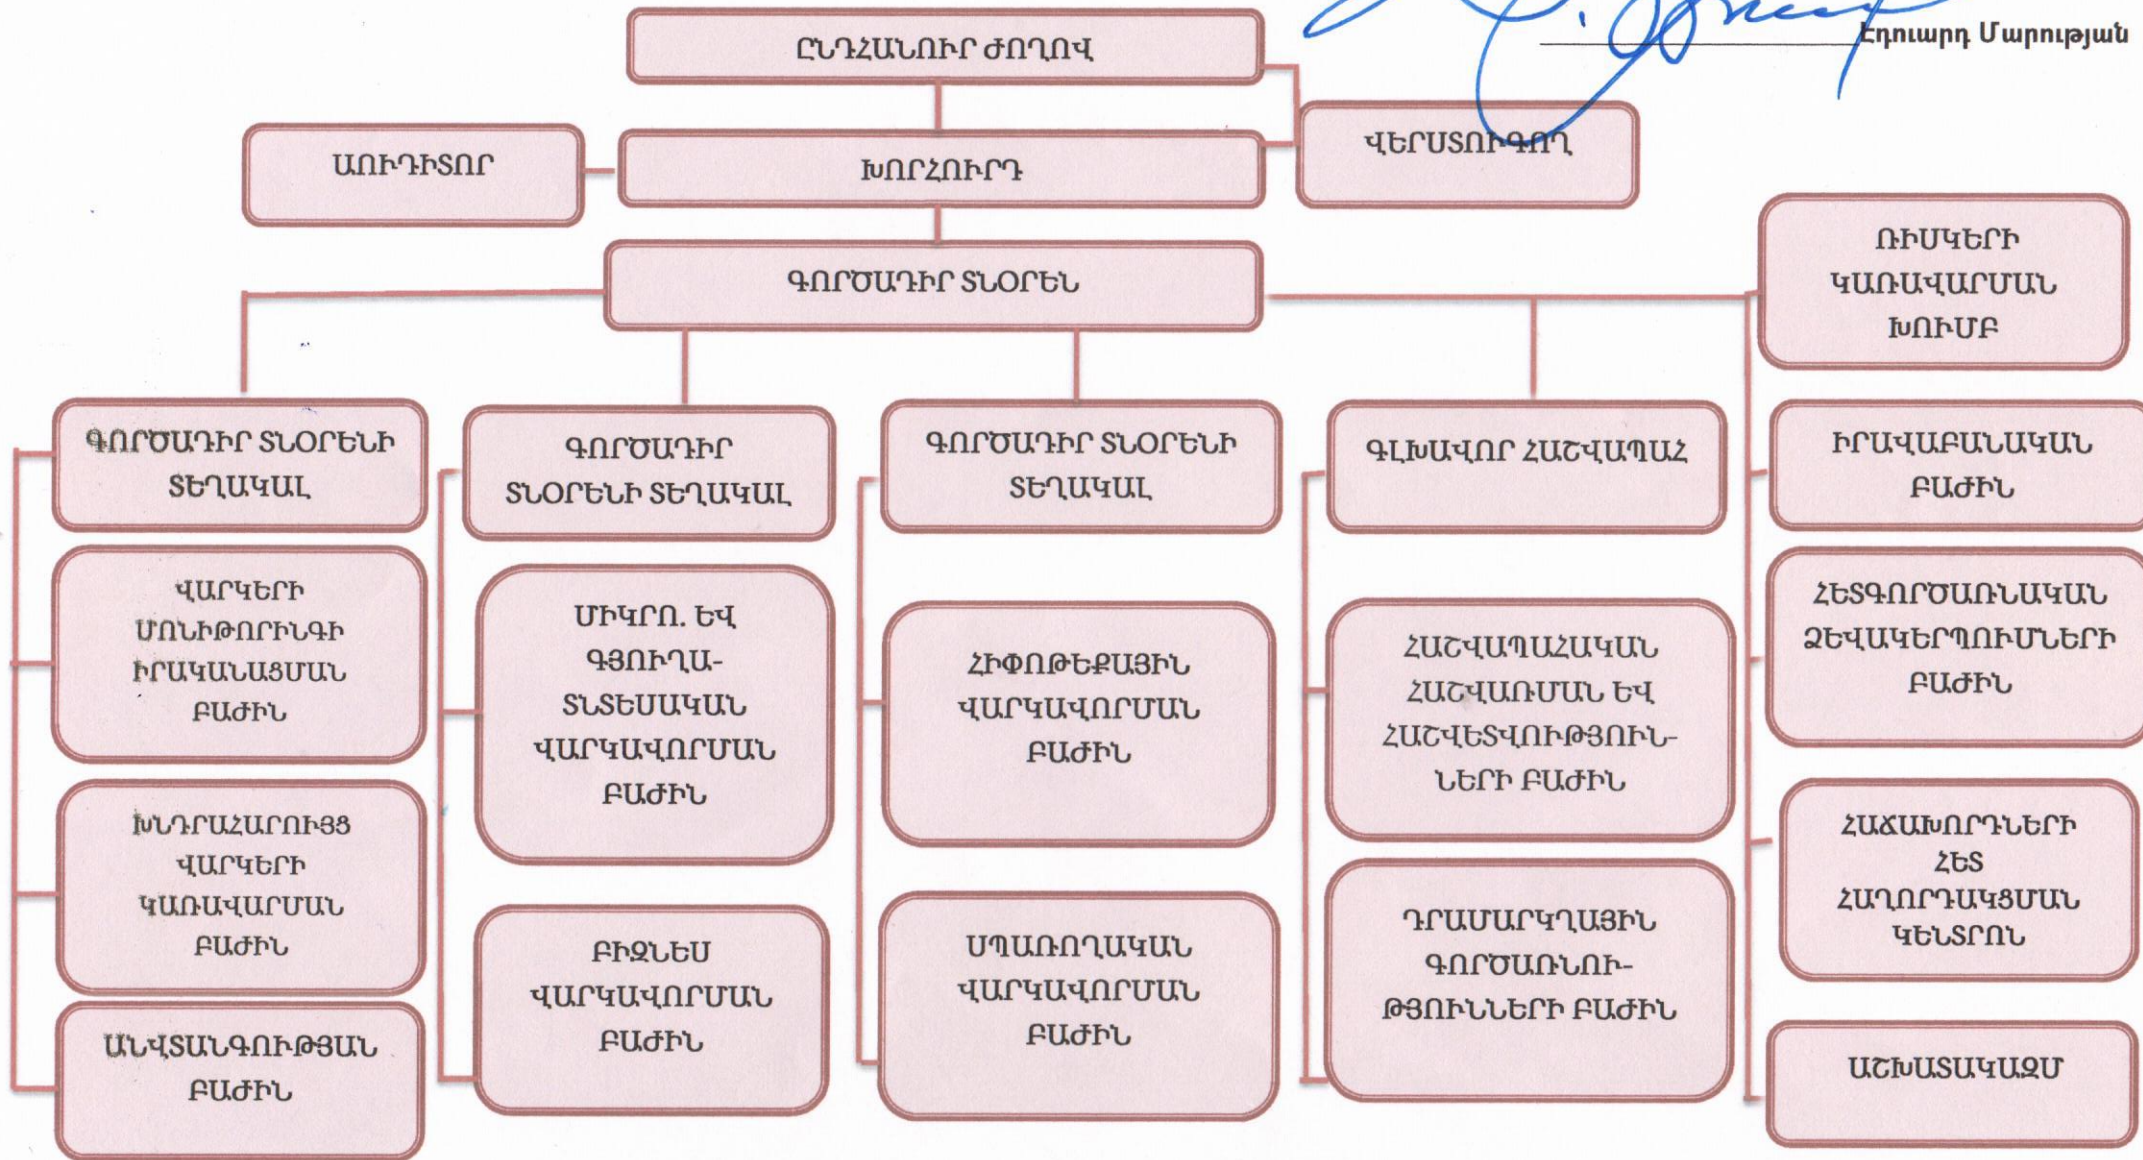 Էդուարդ Մարության
ԸՆԴՀԱՆՈՒՐ ԺՈՂՈՎ
ԱՈՒԴԻՏՈՐ
ԽՈՐՀՈՒՐԴ
ՎԵՐՍՏՈՒԳՈՂ
ԳՈՐԾԱԴԻՐ ՏՆՕՐԵՆ
ՌԻՍԿԵՐԻ
ԿԱՌԱՎԱՐՄԱՆ
ԽՈՒՄԲ
ԳՈՐԾԱԴԻՐ ՏՆՕՐԵՆԻ
ՏԵՂԱԿԱԼ
ՎԱՐԿԵՐԻ
ՄՈՆԻԹՈՐԻՆԳԻ
ԻՐԱԿԱՆԱՑՄԱՆ
ԲԱԺԻՆ
ԽՆԴՐԱՀԱՐՈՒՅՑ
ՎԱՐԿԵՐԻ
ԿԱՌԱՎԱՐՄԱՆ
ԲԱԺԻՆ
ԱՆՎՏԱՆԳՈՒԹՅԱՆ
ԲԱԺԻՆ
ԳՈՐԾԱԴԻՐ
ՏՆՕՐԵՆԻ ՏԵՂԱԿԱԼ
ՄԻԿՐՈ. ԵՎ
ԳՅՈՒՂԱ-
ՏՆՏԵՍԱԿԱՆ
ՎԱՐԿԱՎՈՐՄԱՆ
ԲԱԺԻՆ
ԲԻԶՆԵՍ
ՎԱՐԿԱՎՈՐՄԱՆ
ԲԱԺԻՆ
ԳՈՐԾԱԴԻՐ ՏՆՕՐԵՆԻ
ՏԵՂԱԿԱԼ
ՀԻՓՈԹԵՔԱՅԻՆ
ՎԱՐԿԱՎՈՐՄԱՆ
ԲԱԺԻՆ
ՍՊԱՌՈՂԱԿԱՆ
ՎԱՐԿԱՎՈՐՄԱՆ
ԲԱԺԻՆ
ԳԼԽԱՎՈՐ ՀԱՇՎԱՊԱՀ
ՀԱՇՎԱՊԱՀԱԿԱՆ
ՀԱՇՎԱՌՄԱՆ ԵՎ
ՀԱՇՎԵՏՎՈՒԹՅՈՒՆ-
ՆԵՐԻ ԲԱԺԻՆ
ԴՐԱՄԱՐԿՂԱՅԻՆ
ԳՈՐԾԱՌՆՈՒ-
ԹՅՈՒՆՆԵՐԻ ԲԱԺԻՆ
ԻՐԱՎԱԲԱՆԱԿԱՆ
ԲԱԺԻՆ
ՀԵՏԳՈՐԾԱՌՆԱԿԱՆ
ՁԵՎԱԿԵՐՊՈՒՄՆԵՐԻ
ԲԱԺԻՆ
ՀԱՃԱԽՈՐԴՆԵՐԻ
ՀԵՏ
ՀԱՂՈՐԴԱԿՑՄԱՆ
ԿԵՆՏՐՈՆ
ԱՇԽԱՏԱԿԱԶՄ